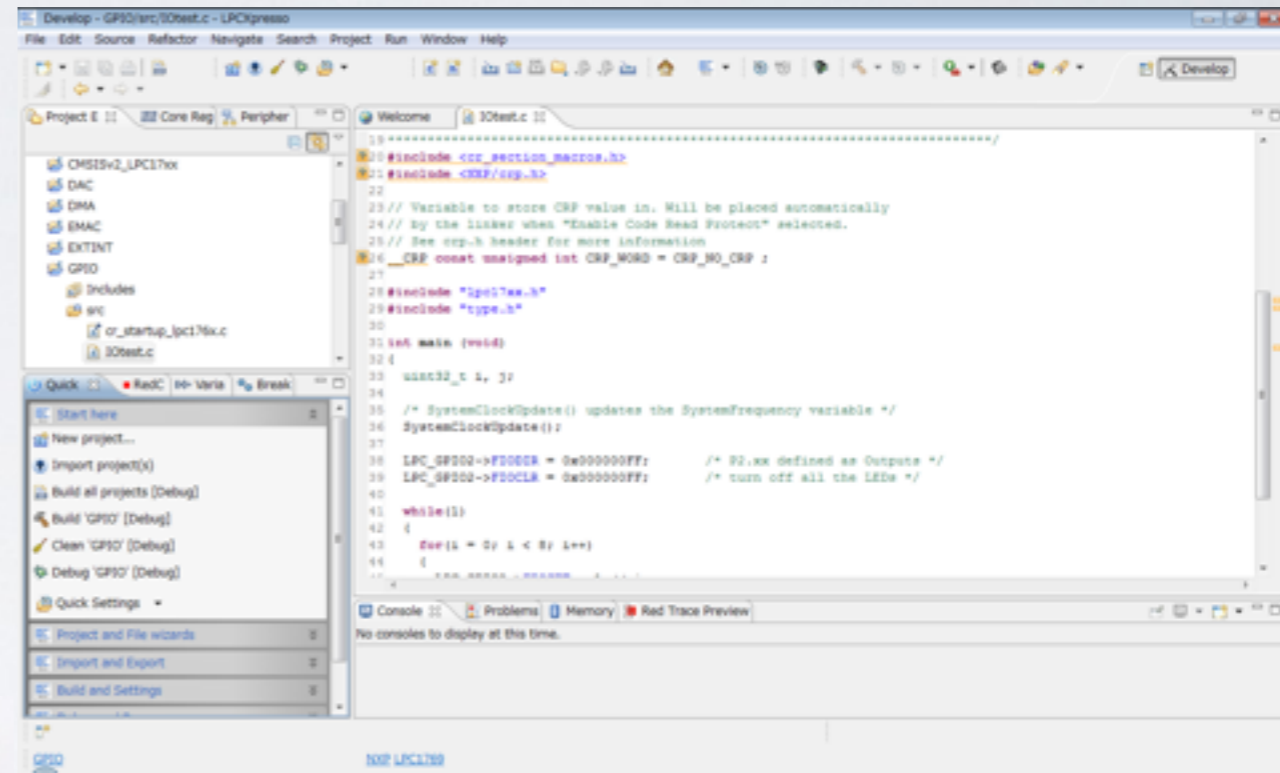 Develop - GPIO/src/IOtest.c - LPCXpresso
File Edit Source Refactor Navigate Search Project Run Window Help
Develop
Project E Core Reg Peripher
CMSISv2_LPC17xx
DAC
DMA
EMAC
EXTINT
GPIO
Includes
src
cr_startup_lpc176x.c
IOtest.c
Quick RedC Varia Break
Start here
New project...
Import project(s)
Build all projects [Debug]
Build 'GPIO' [Debug]
Clean 'GPIO' [Debug]
Debug 'GPIO' [Debug]
Quick Settings
Project and File wizards
Import and Export
Build and Settings
Welcome IOtest.c
19 ******************************************************************************/
20 #include <cr_section_macros.h>
21 #include <NXP/crp.h>
22
23 // Variable to store CRP value in. Will be placed automatically
24 // by the linker when "Enable Code Read Protect" selected.
25 // See crp.h header for more information
26 __CRP const unsigned int CRP_WORD = CRP_NO_CRP ;
27
28 #include "lpc17xx.h"
29 #include "type.h"
30
31 int main (void)
32 {
33 uint32_t i, j;
34
35 /* SystemClockUpdate() updates the SystemFrequency variable */
36 SystemClockUpdate();
37
38 LPC_GPIO2->FIODIR = 0x000000FF; /* P2.xx defined as Outputs */
39 LPC_GPIO2->FIOCLR = 0x000000FF; /* turn off all the LEDs */
40
41 while(1)
42 {
43 for(i = 0; i < 8; i++)
44 {
Console Problems Memory Red Trace Preview
No consoles to display at this time.
GPIO
NXP LPC1769